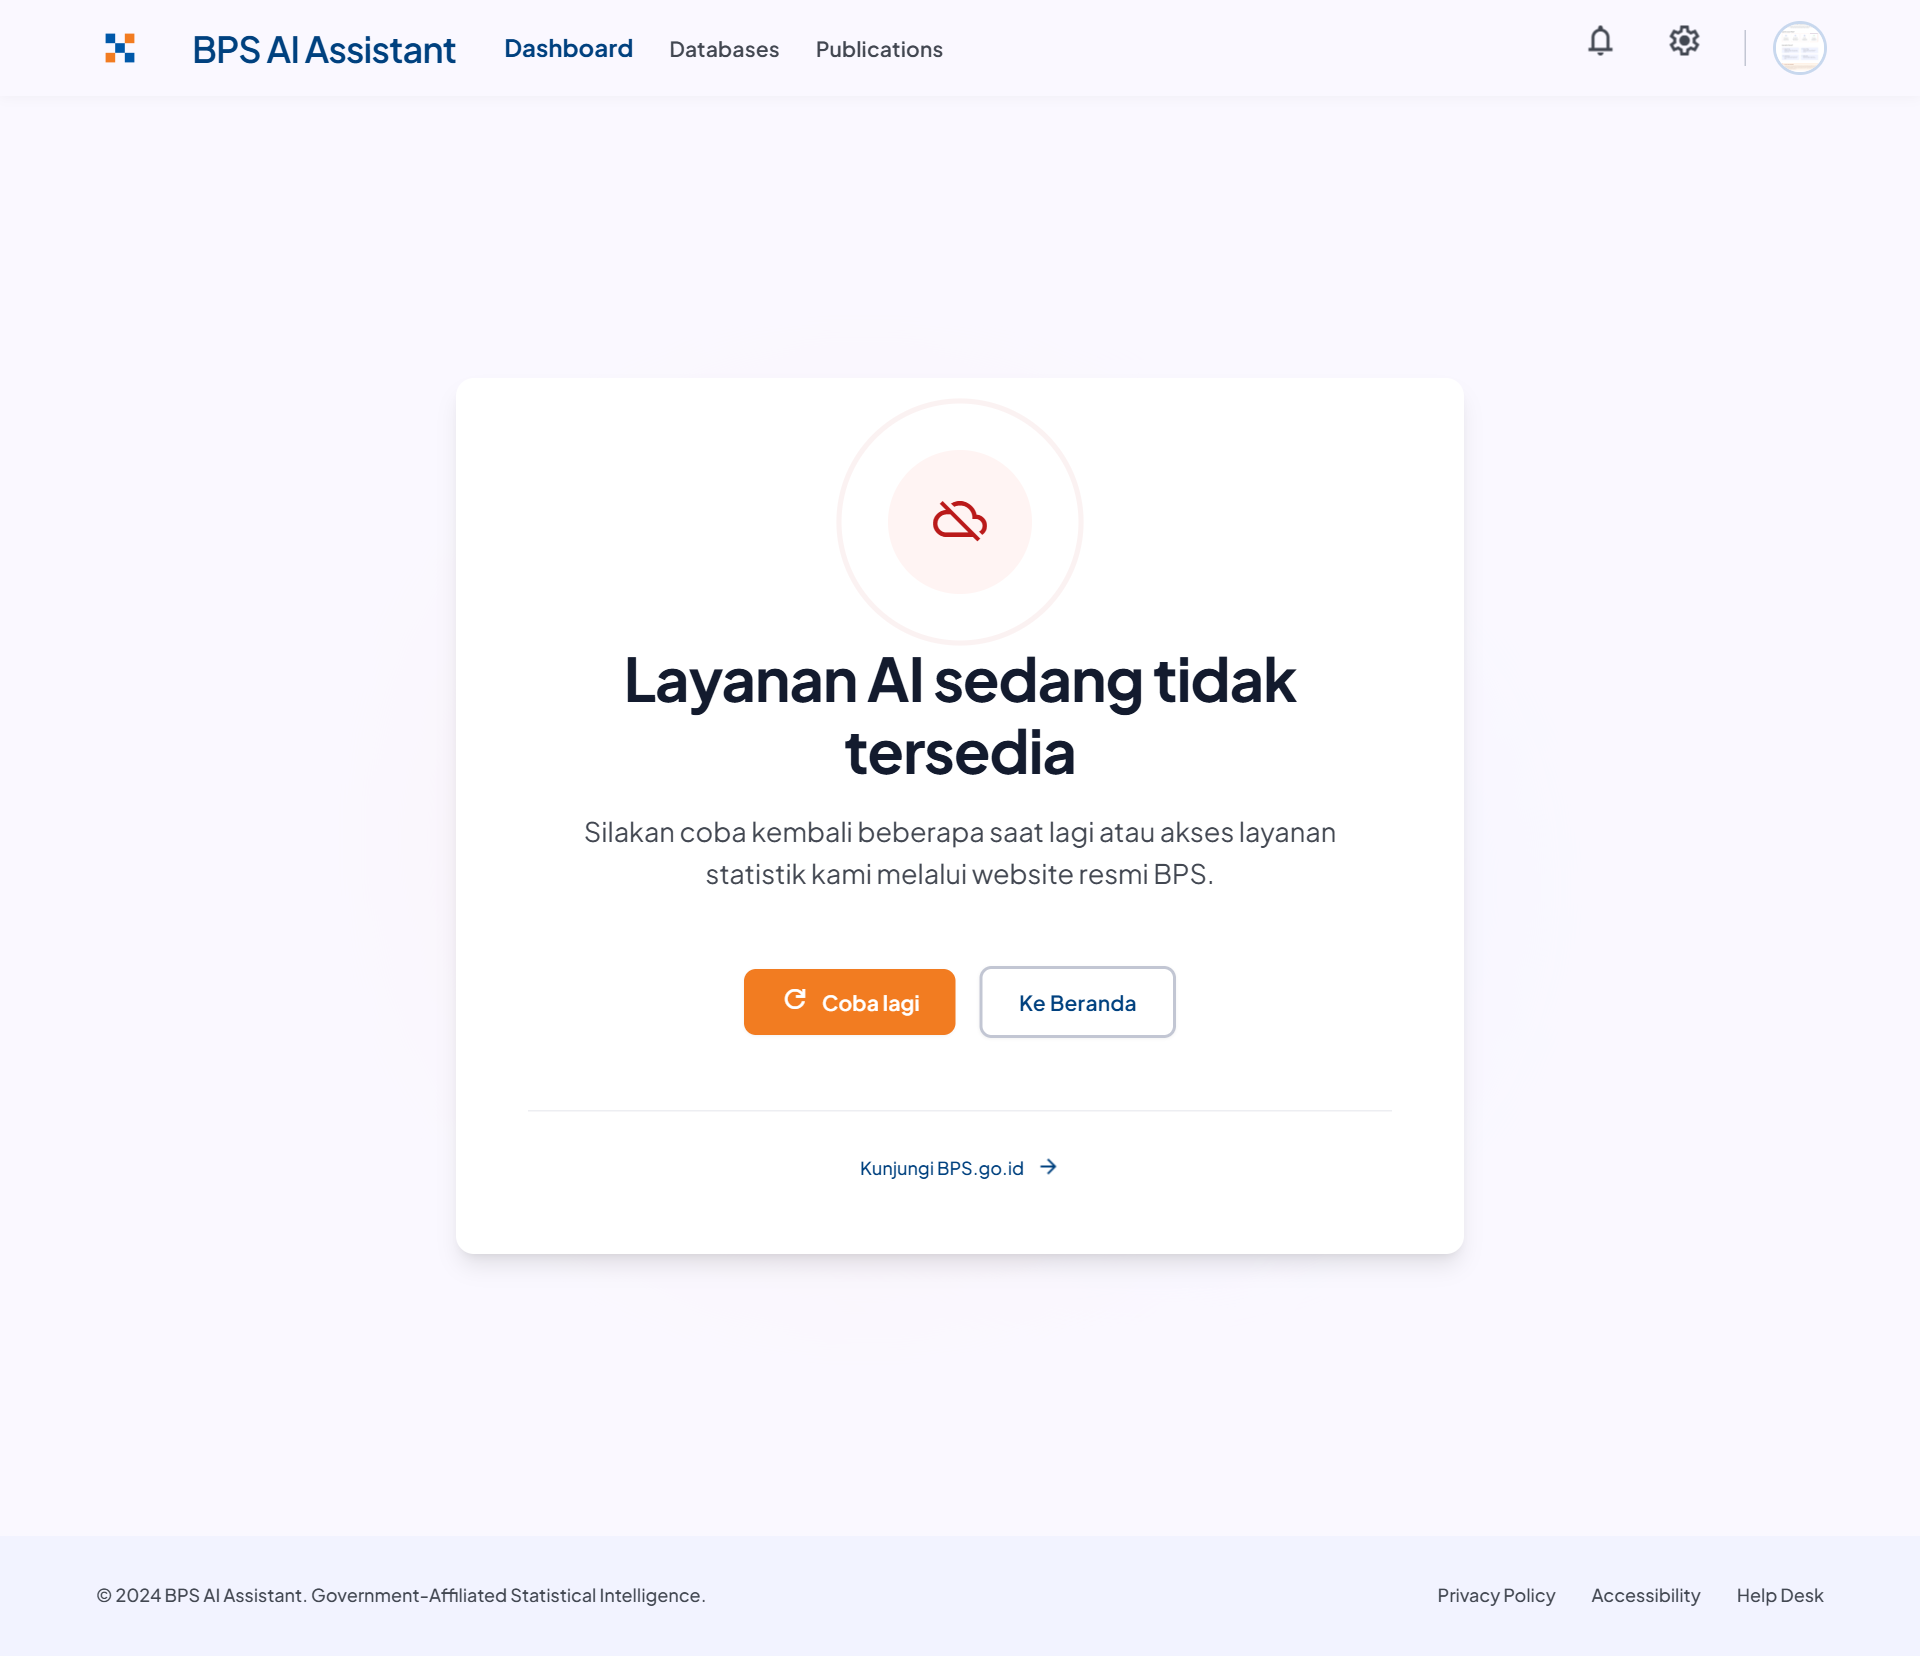 BPS AI Assistant
Dashboard
Databases
Publications
Layanan AI sedang tidak
tersedia
Silakan coba kembali beberapa saat lagi atau akses layanan
statistik kami melalui website resmi BPS.
Coba lagi
Ke Beranda
Kunjungi BPS.go.id
© 2024 BPS AI Assistant. Government-Affiliated Statistical Intelligence.
Privacy Policy
Accessibility
Help Desk